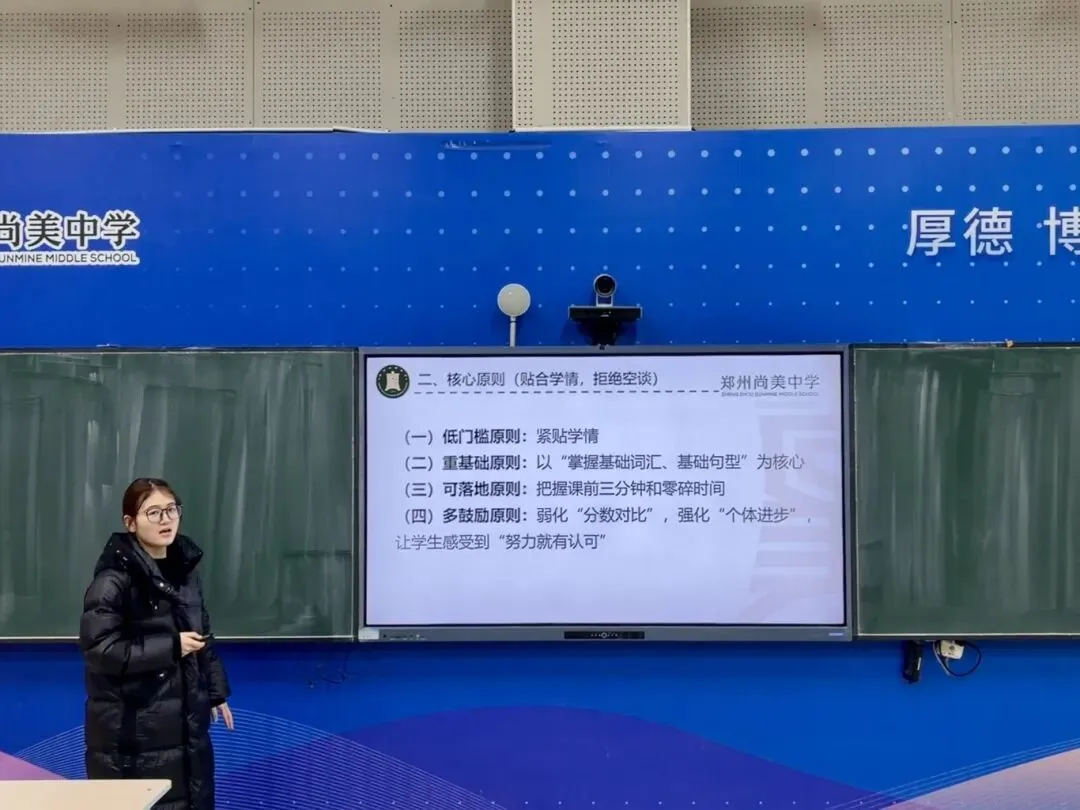 尚美中学
UNMINE MIDDLE SCHOOL
厚德 博
二、核心原则（贴合学情，拒绝空谈）
郑州尚美中学
ZHENGZHOU SUNMINE MIDDLE SCHOOL
（一）低门槛原则：紧贴学情
（二）重基础原则：以“掌握基础词汇、基础句型”为核心
（三）可落地原则：把握课前三分钟和零碎时间
（四）多鼓励原则：弱化“分数对比”，强化“个体进步”，
让学生感受到“努力就有认可”